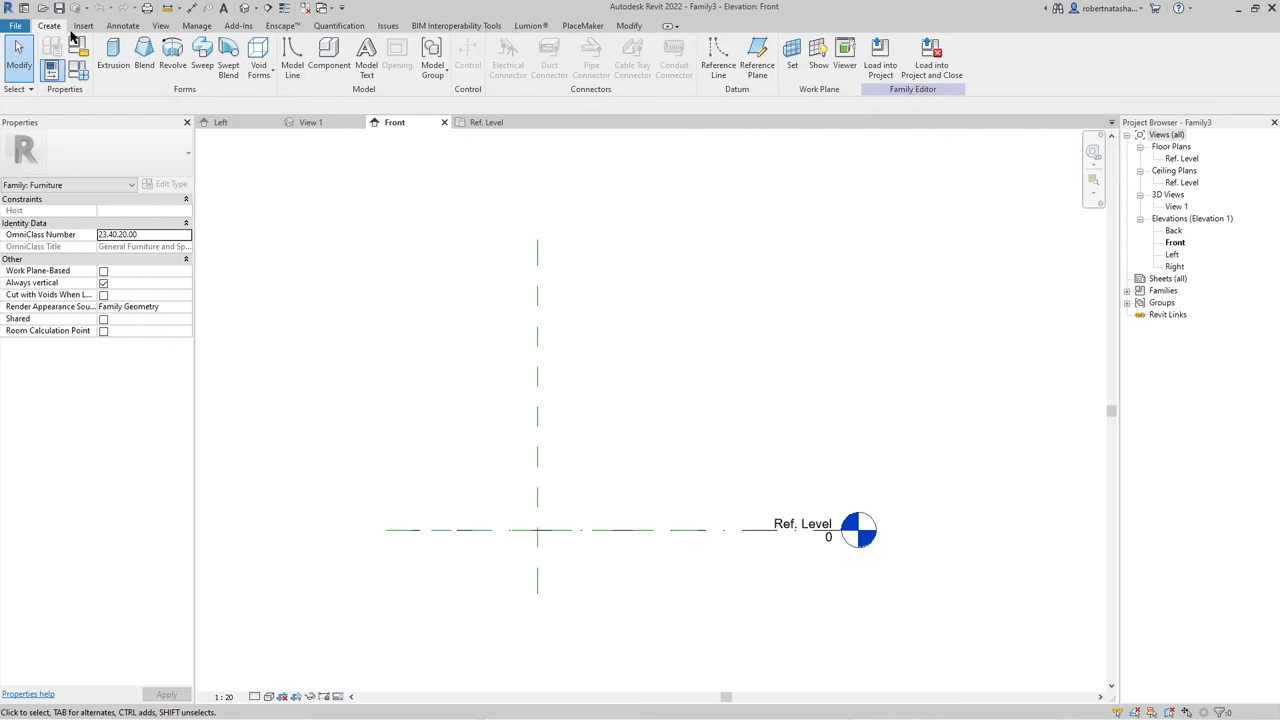 Autodesk Revit 2022 - Family3 - Elevation: Front
robertnatasha...
File Create Insert Annotate View Manage Add-Ins Enscape™ Quantification Issues BIM Interoperability Tools Lumion® PlaceMaker Modify
Modify Extrusion Blend Revolve Sweep Swept Blend Void Forms Model Line Component Model Text Opening Model Group Control Electrical Connector Duct Connector Pipe Connector Cable Tray Connector Conduit Connector Reference Line Reference Plane Set Show Viewer Load into Project Load into Project and Close
Select Properties Forms Model Control Connectors Datum Work Plane Family Editor
Properties
Left View 1 Front Ref. Level
Project Browser - Family3
R
Family: Furniture
Edit Type
Constraints
Host
Identity Data
OmniClass Number 23.40.20.00
OmniClass Title General Furniture and Sp...
Other
Work Plane-Based
Always vertical
Cut with Voids When L...
Render Appearance Sou... Family Geometry
Shared
Room Calculation Point
Views (all)
Floor Plans
Ref. Level
Ceiling Plans
Ref. Level
3D Views
View 1
Elevations (Elevation 1)
Back
Front
Left
Right
Sheets (all)
Families
Groups
Revit Links
Ref. Level
0
Properties help
Apply
1 : 20
Click to select, TAB for alternates, CTRL adds, SHIFT unselects.
:0